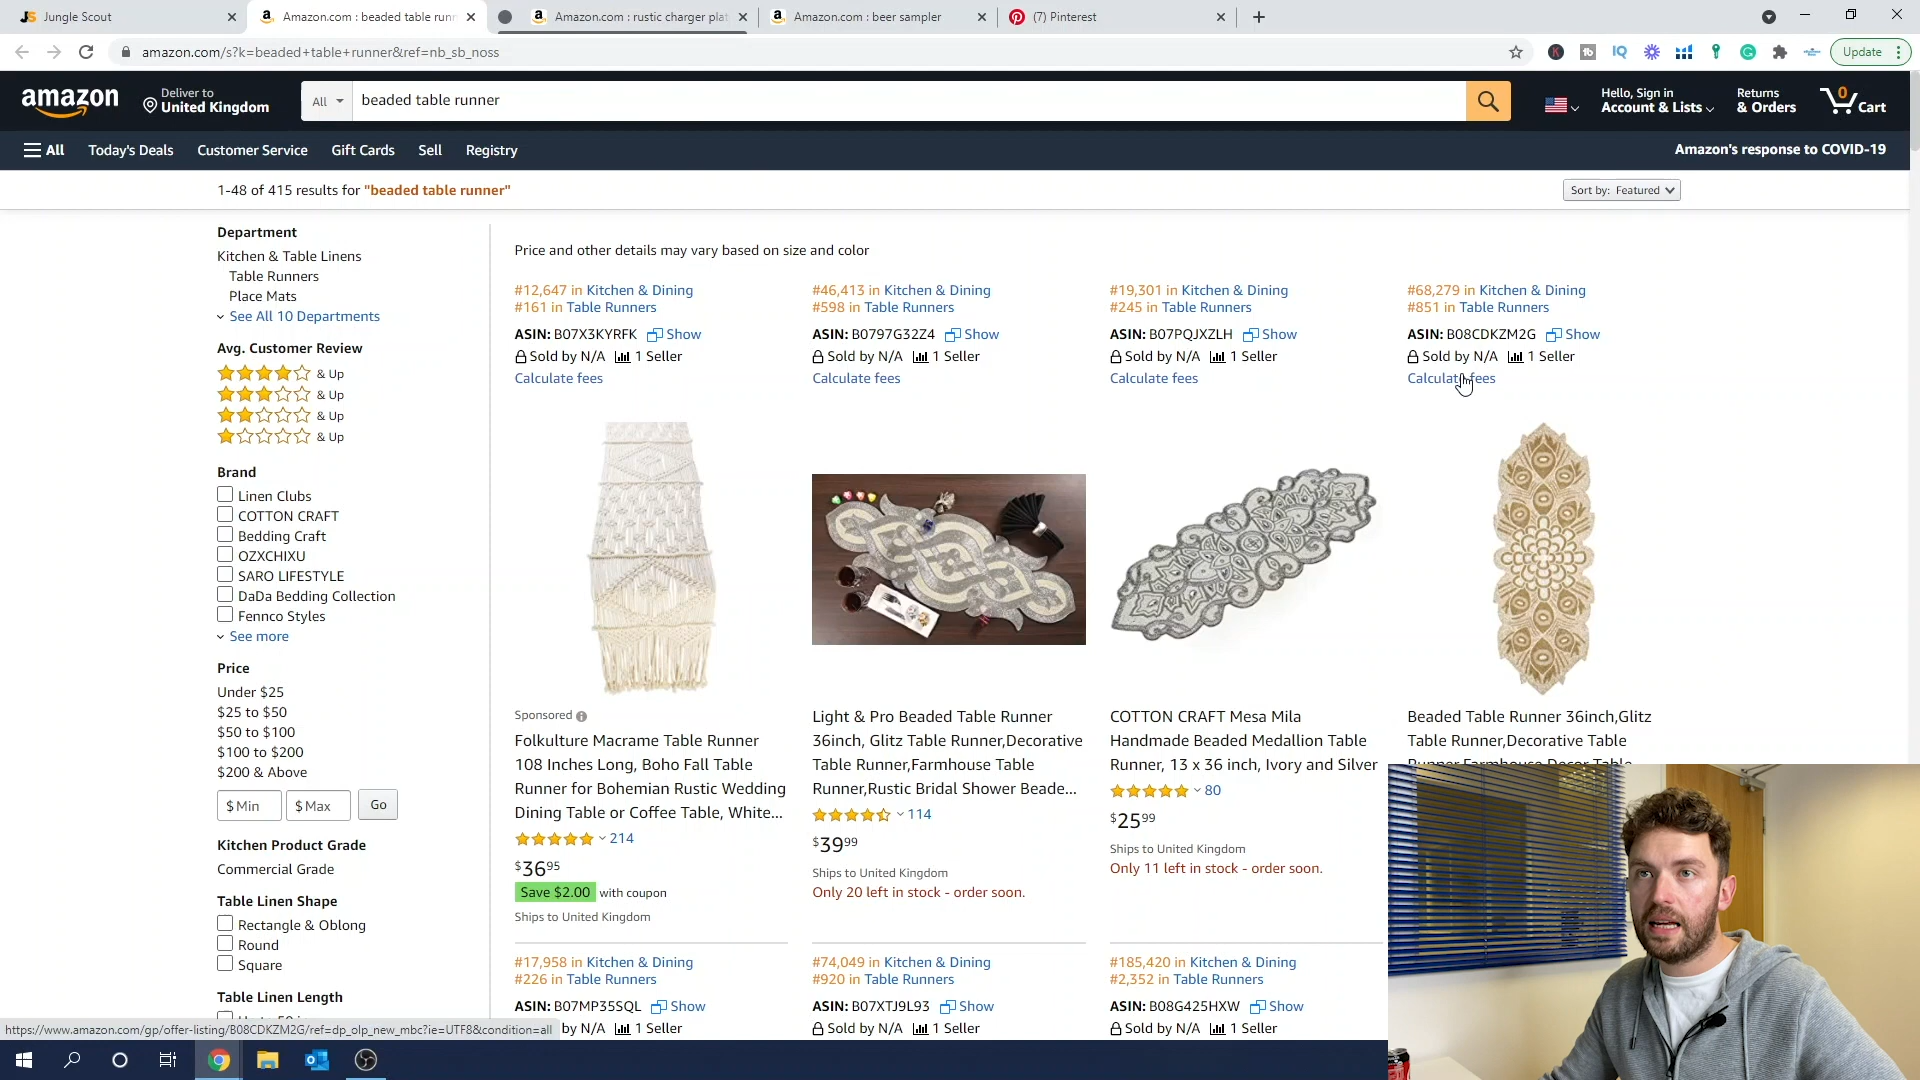 Jungle Scout
Amazon.com : beaded table runn
Amazon.com : rustic charger plat
Amazon.com : beer sampler
(7) Pinterest
amazon.com/s?k=beaded+table+runner&ref=nb_sb_noss
Update
amazon
Deliver to
United Kingdom
All
beaded table runner
Hello, Sign in
Account & Lists
Returns
& Orders
0
Cart
All
Today's Deals
Customer Service
Gift Cards
Sell
Registry
Amazon's response to COVID-19
1-48 of 415 results for "beaded table runner"
Sort by: Featured
Department
Kitchen & Table Linens
Table Runners
Place Mats
See All 10 Departments
Avg. Customer Review
& Up
& Up
& Up
& Up
Brand
Linen Clubs
COTTON CRAFT
Bedding Craft
OZXCHIXU
SARO LIFESTYLE
DaDa Bedding Collection
Fennco Styles
See more
Price
Under $25
$25 to $50
$50 to $100
$100 to $200
$200 & Above
$ Min
$ Max
Go
Kitchen Product Grade
Commercial Grade
Table Linen Shape
Rectangle & Oblong
Round
Square
Table Linen Length
Price and other details may vary based on size and color
#12,647 in Kitchen & Dining
#161 in Table Runners
ASIN: B07X3KYRFK Show
Sold by N/A 1 Seller
Calculate fees
Sponsored
Folkulture Macrame Table Runner
108 Inches Long, Boho Fall Table
Runner for Bohemian Rustic Wedding
Dining Table or Coffee Table, White...
214
$36 95
Save $2.00 with coupon
Ships to United Kingdom
#46,413 in Kitchen & Dining
#598 in Table Runners
ASIN: B0797G32Z4 Show
Sold by N/A 1 Seller
Calculate fees
Light & Pro Beaded Table Runner
36inch, Glitz Table Runner,Decorative
Table Runner,Farmhouse Table
Runner,Rustic Bridal Shower Beade...
114
$39 99
Ships to United Kingdom
Only 20 left in stock - order soon.
#19,301 in Kitchen & Dining
#245 in Table Runners
ASIN: B07PQJXZLH Show
Sold by N/A 1 Seller
Calculate fees
COTTON CRAFT Mesa Mila
Handmade Beaded Medallion Table
Runner, 13 x 36 inch, Ivory and Silver
80
$25 99
Ships to United Kingdom
Only 11 left in stock - order soon.
#68,279 in Kitchen & Dining
#851 in Table Runners
ASIN: B08CDKZM2G Show
Sold by N/A 1 Seller
Calculate fees
Beaded Table Runner 36inch,Glitz
Table Runner,Decorative Table
#17,958 in Kitchen & Dining
#226 in Table Runners
ASIN: B07MP35SQL Show
by N/A 1 Seller
#74,049 in Kitchen & Dining
#920 in Table Runners
ASIN: B07XTJ9L93 Show
Sold by N/A 1 Seller
#185,420 in Kitchen & Dining
#2,352 in Table Runners
ASIN: B08G425HXW Show
Sold by N/A 1 Seller
https://www.amazon.com/gp/offer-listing/B08CDKZM2G/ref=dp_olp_new_mbc?ie=UTF8&condition=all